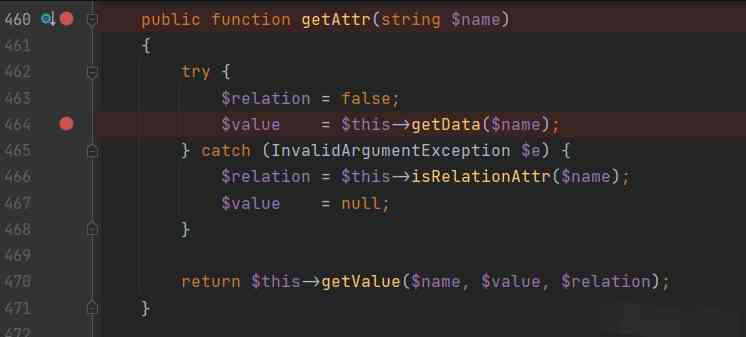 460 public function getAttr(string $name)
461 {
462 try {
463 $relation = false;
464 $value = $this->getData($name);
465 } catch (InvalidArgumentException $e) {
466 $relation = $this->isRelationAttr($name);
467 $value = null;
468 }
469
470 return $this->getValue($name, $value, $relation);
471 }
472